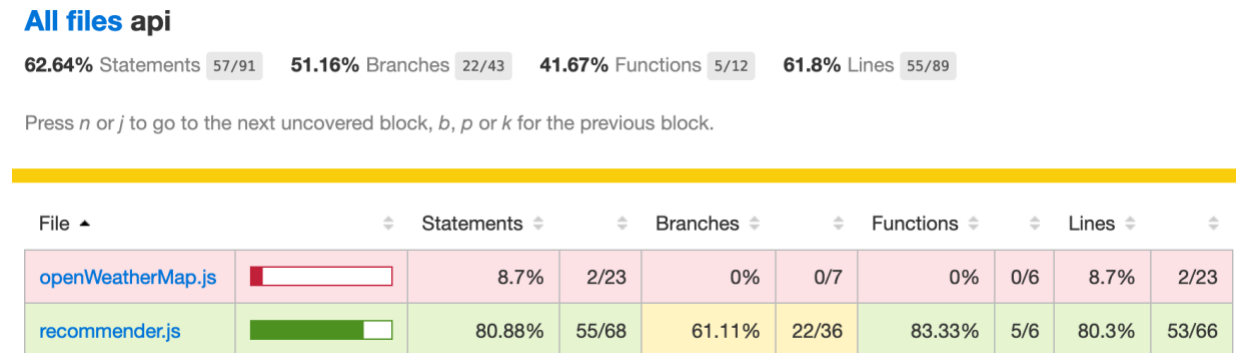 All files api
62.64% Statements 57/91 51.16% Branches 22/43 41.67% Functions 5/12 61.8% Lines 55/89
Press n or j to go to the next uncovered block, b, p or k for the previous block.
File Statements Branches Functions Lines
openWeatherMap.js 8.7% 2/23 0% 0/7 0% 0/6 8.7% 2/23
recommender.js 80.88% 55/68 61.11% 22/36 83.33% 5/6 80.3% 53/66